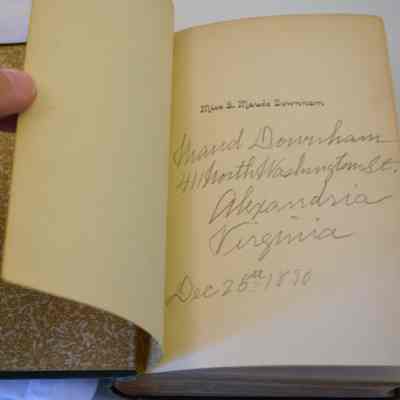 Miss S. Maude Downham
Maud Downham
411 North Washington St.
Alexandria
Virginia
Dec 25th 1890